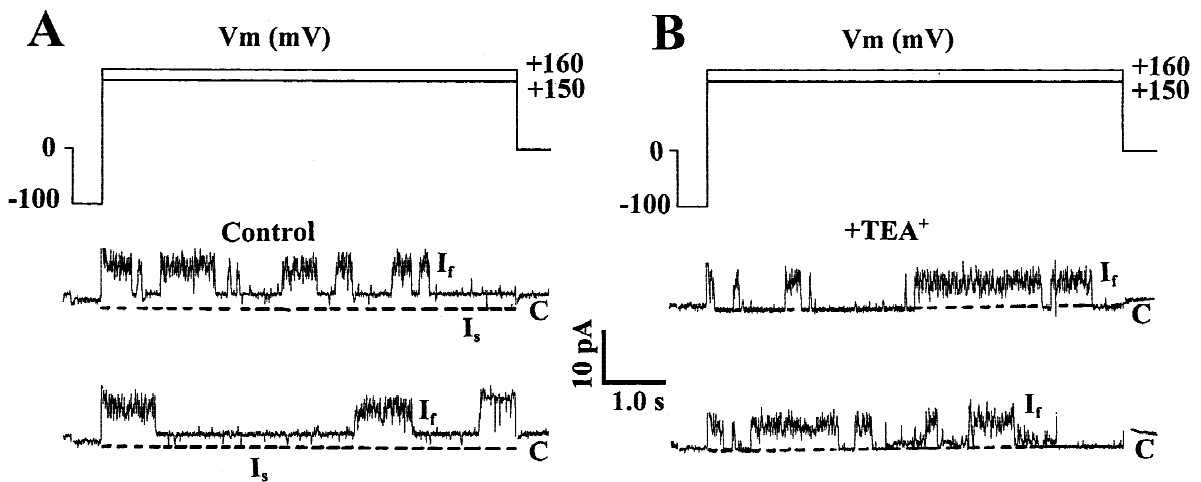 A
Vm (mV)
+160
+150
0
-100
Control
If
C
Is
If
C
Is
B
Vm (mV)
+160
+150
0
-100
+TEA+
If
C
10 pA
1.0 s
If
C